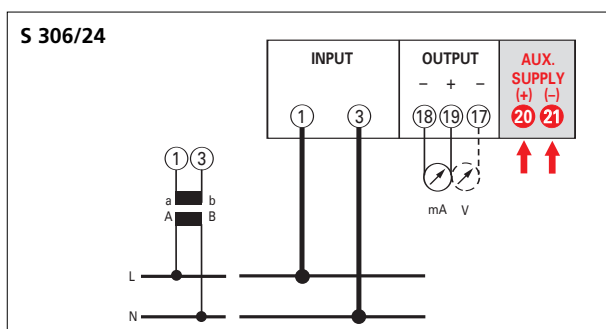 S 306/24
INPUT
OUTPUT
AUX.
SUPPLY
– + –
(+) (–)
1 3
18 19 17
20 21
1 3
a b
A B
mA V
L
N